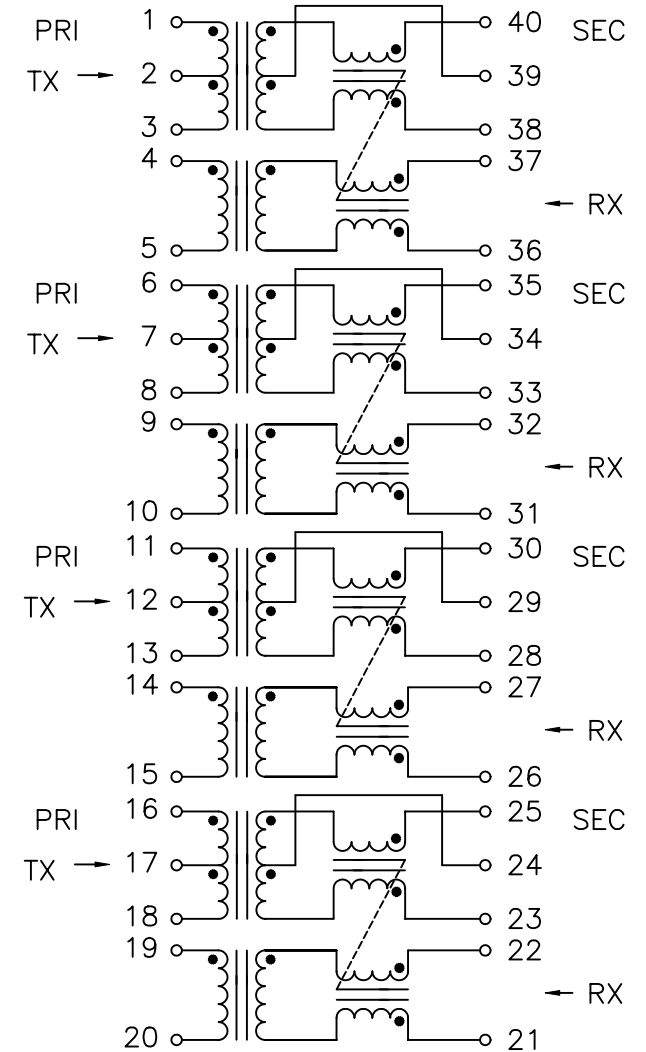 PRI 1 40 SEC
TX 2 39
3 38
4 37
RX
5 36
6 35
PRI SEC
TX 7 34
8 33
9 32
RX
10 31
11 30
PRI SEC
TX 12 29
13 28
14 27
RX
15 26
16 25
PRI SEC
TX 17 24
18 23
19 22
RX
20 21